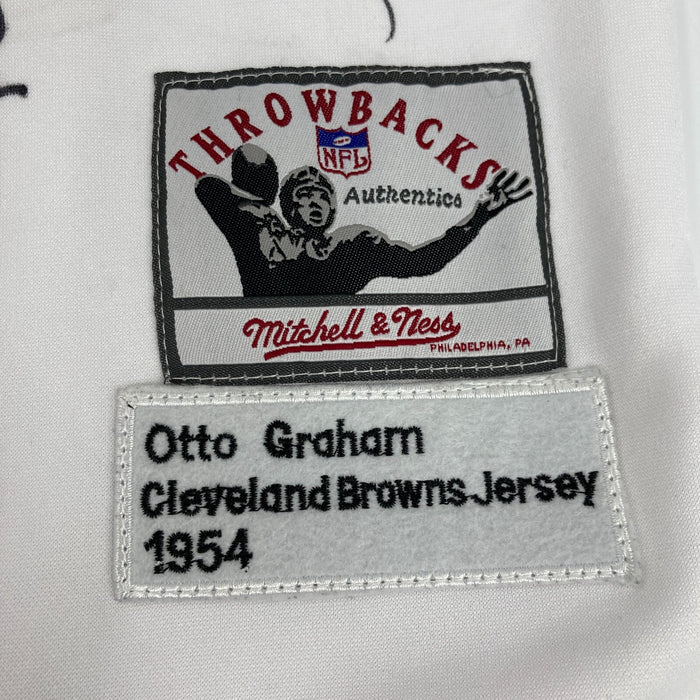 THROWBACKS
NFL
Authentics
Mitchell & Ness
PHILADELPHIA, PA
Otto Graham
Cleveland Browns Jersey
1954